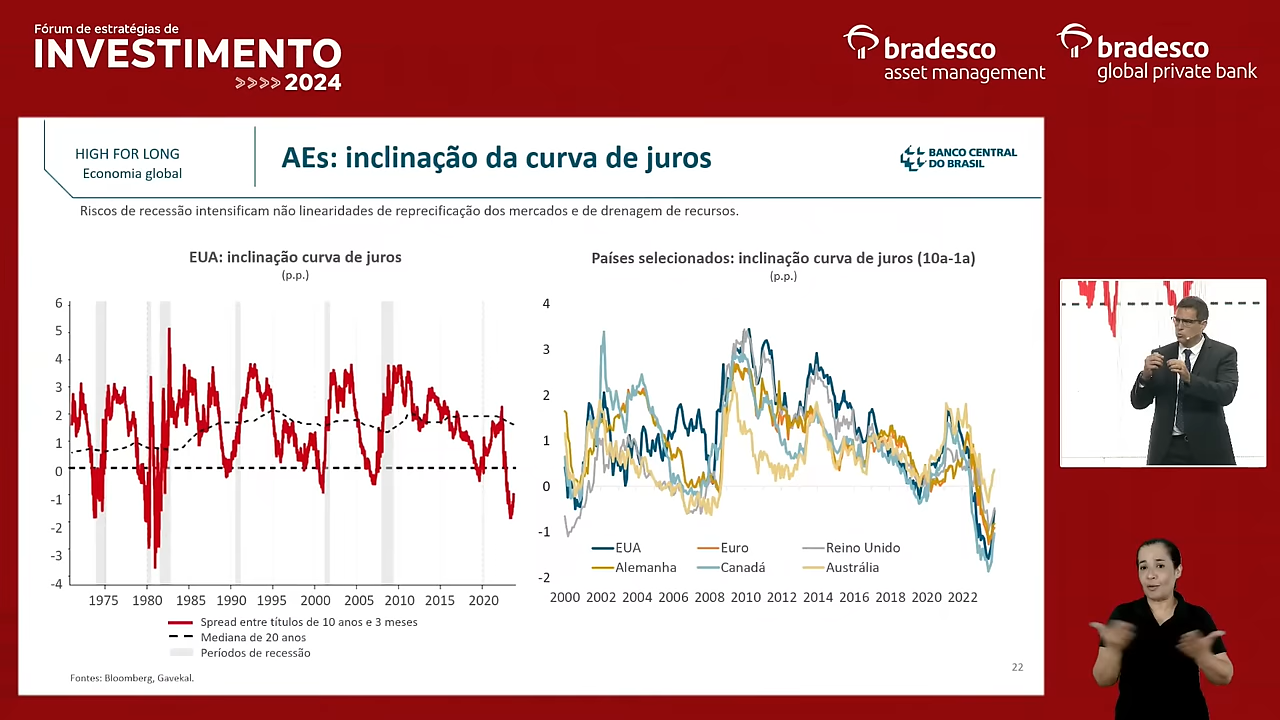 Fórum de estratégias de
INVESTIMENTO
>>>> 2024
bradesco
asset management
bradesco
global private bank
HIGH FOR LONG
Economia global
AEs: inclinação da curva de juros
BANCO CENTRAL
DO BRASIL
Riscos de recessão intensificam não linearidades de reprecificação dos mercados e de drenagem de recursos.
EUA: inclinação curva de juros
(p.p.)
6
5
4
3
2
1
0
-1
-2
-3
-4
1975 1980 1985 1990 1995 2000 2005 2010 2015 2020
Spread entre títulos de 10 anos e 3 meses
Mediana de 20 anos
Períodos de recessão
Fontes: Bloomberg, Gavekal.
Países selecionados: inclinação curva de juros (10a-1a)
(p.p.)
4
3
2
1
0
-1
-2
EUA Euro Reino Unido
Alemanha Canadá Austrália
2000 2002 2004 2006 2008 2010 2012 2014 2016 2018 2020 2022
22